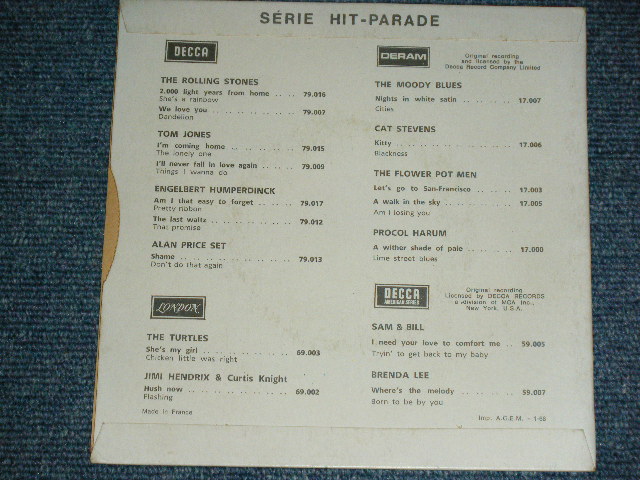 SÉRIE HIT-PARADE
DECCA
THE ROLLING STONES
2.000 light years from home .... 79.016
She's a rainbow
We love you .................... 79.007
Dandelion
TOM JONES
I'm coming home ............ 79.015
The lonely one
I'll never fall in love again ..... 79.009
Things I wanna do
ENGELBERT HUMPERDINCK
Am I that easy to forget ....... 79.017
Pretty ribbon
The last waltz ................ 79.012
That promise
ALAN PRICE SET
Shame ..................... 79.013
Don't do that again
LONDON
THE TURTLES
She's my girl ................ 69.003
Chicken little was right
JIMI HENDRIX & Curtis Knight
Hush now ................... 69.002
Flashing
Made in France
DERAM
Original recording
and licensed by the
Decca Record Company Limited
THE MOODY BLUES
Nights in white satin .......... 17.007
Cities
CAT STEVENS
Kitty ....................... 17.006
Blackness
THE FLOWER POT MEN
Let's go to San-Francisco ....... 17.003
A walk in the sky ............. 17.005
Am I losing you
PROCOL HARUM
A wither shade of pale ......... 17.000
Lime street blues
DECCA
AMERICAN SERIES
Original recording
Licensed by DECCA RECORDS
a division of MCA Inc.,
New York, U.S.A.
SAM & BILL
I need your love to comfort me .. 59.005
Tryin' to get back to my baby
BRENDA LEE
Where's the melody .......... 59.007
Born to be by you
Imp. A.G.E.M. - 1-68